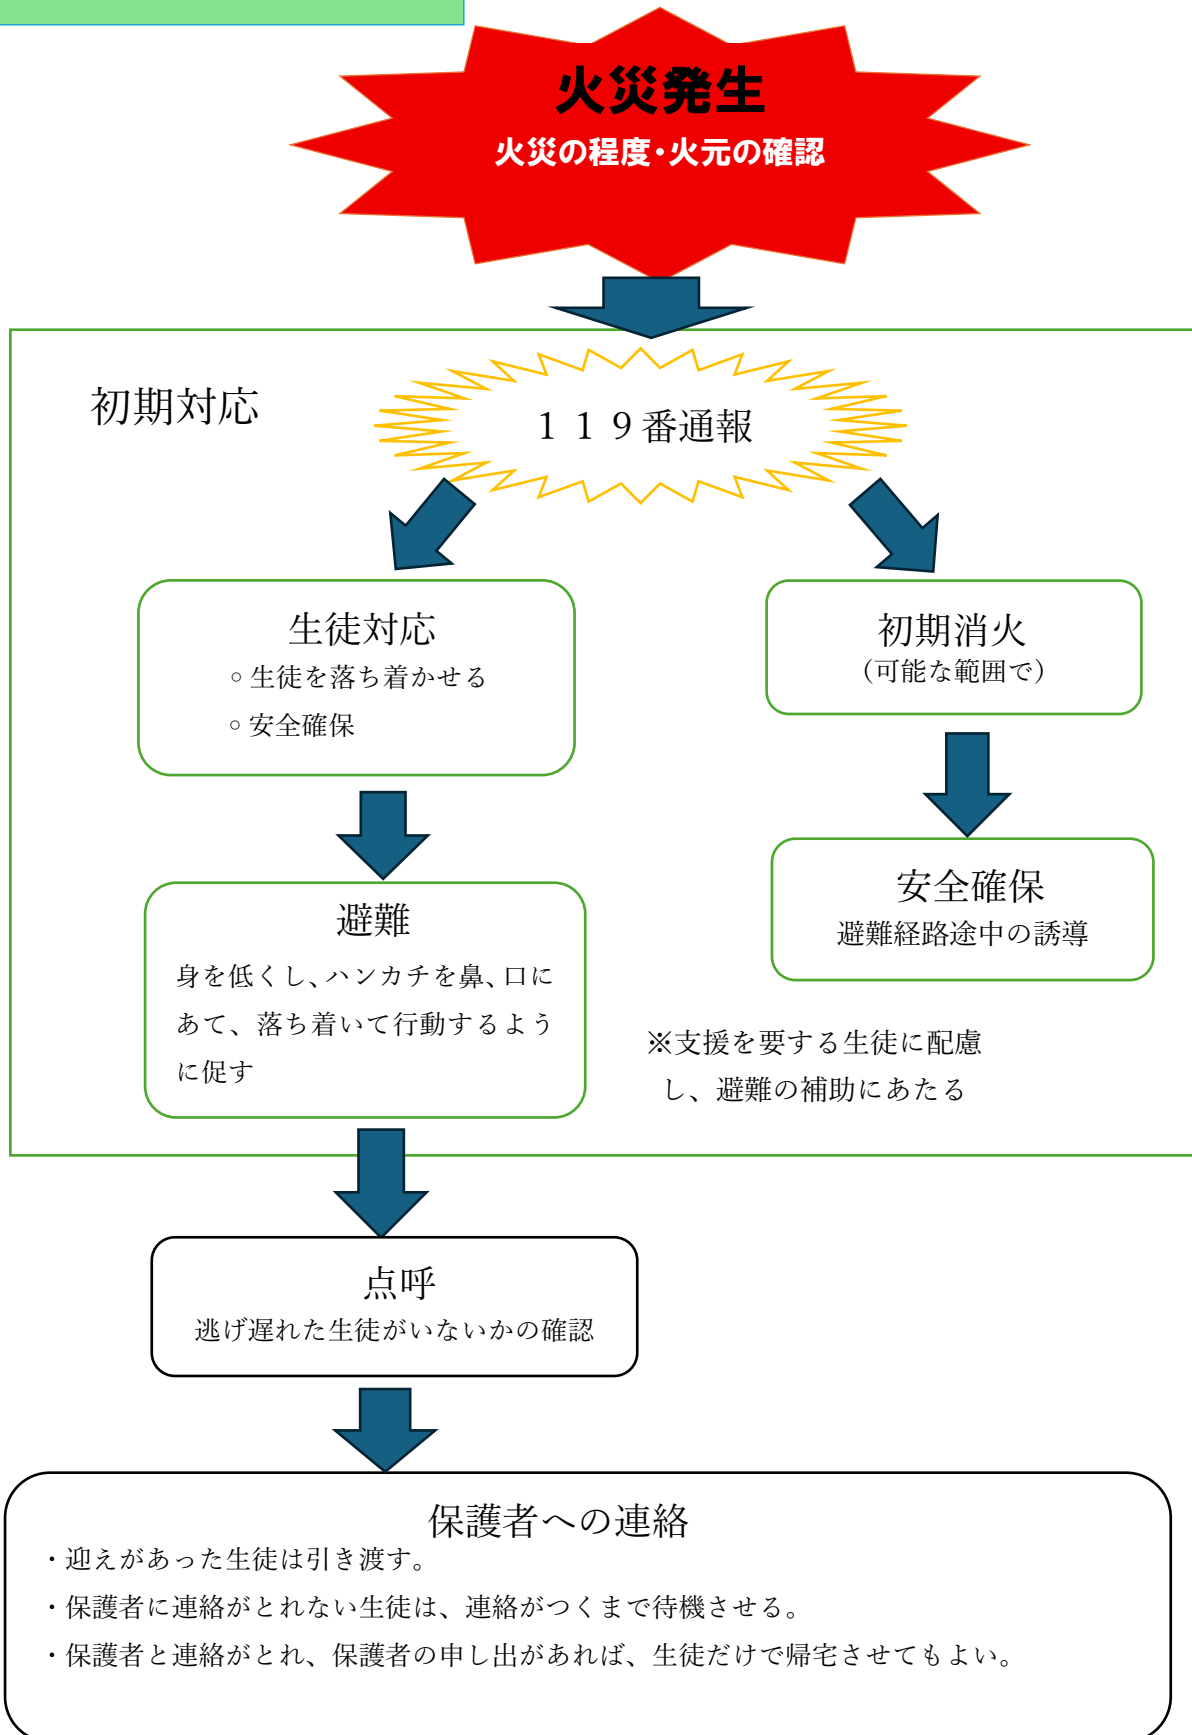 火災発生
火災の程度・火元の確認
初期対応
１１９番通報
生徒対応
○生徒を落ち着かせる
○安全確保
初期消火
（可能な範囲で）
避難
身を低くし、ハンカチを鼻、口に
あて、落ち着いて行動するよう
に促す
安全確保
避難経路途中の誘導
※支援を要する生徒に配慮
し、避難の補助にあたる
点呼
逃げ遅れた生徒がいないかの確認
保護者への連絡
・迎えがあった生徒は引き渡す。
・保護者に連絡がとれない生徒は、連絡がつくまで待機させる。
・保護者と連絡がとれ、保護者の申し出があれば、生徒だけで帰宅させてもよい。